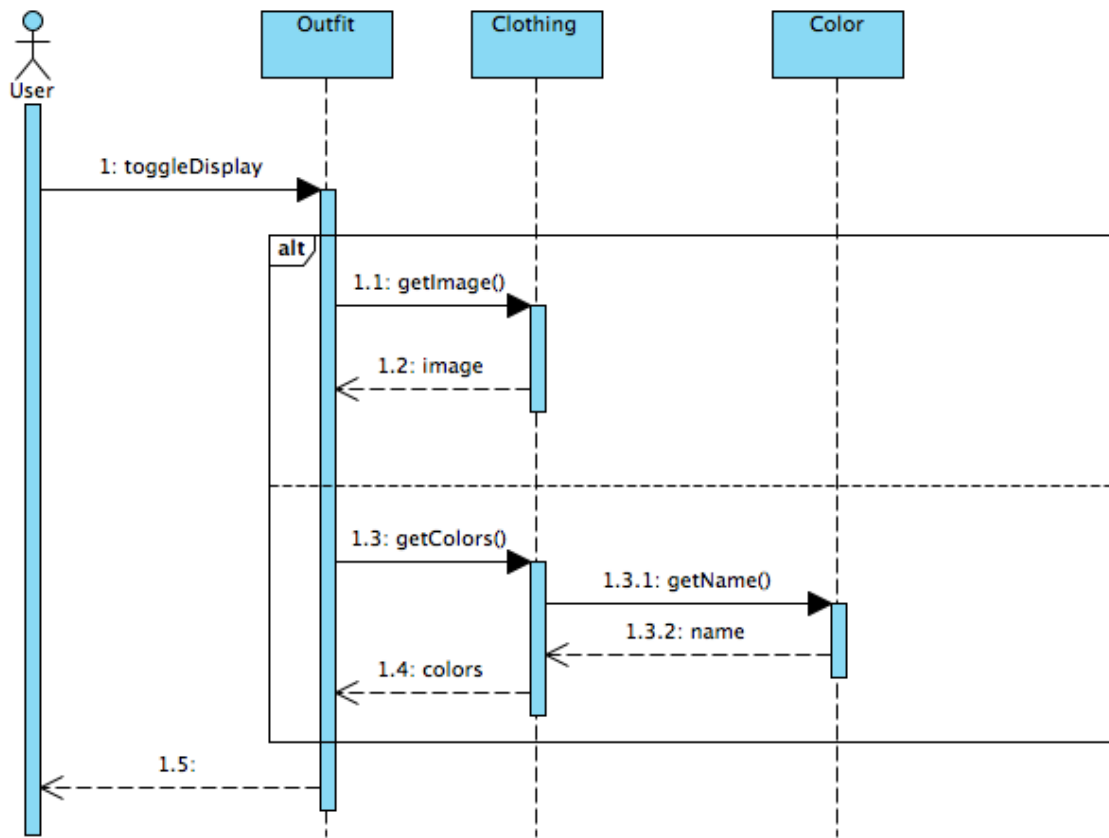 Outfit
Clothing
Color
User
1: toggleDisplay
alt
1.1: getImage()
1.2: image
1.3: getColors()
1.3.1: getName()
1.3.2: name
1.4: colors
1.5: